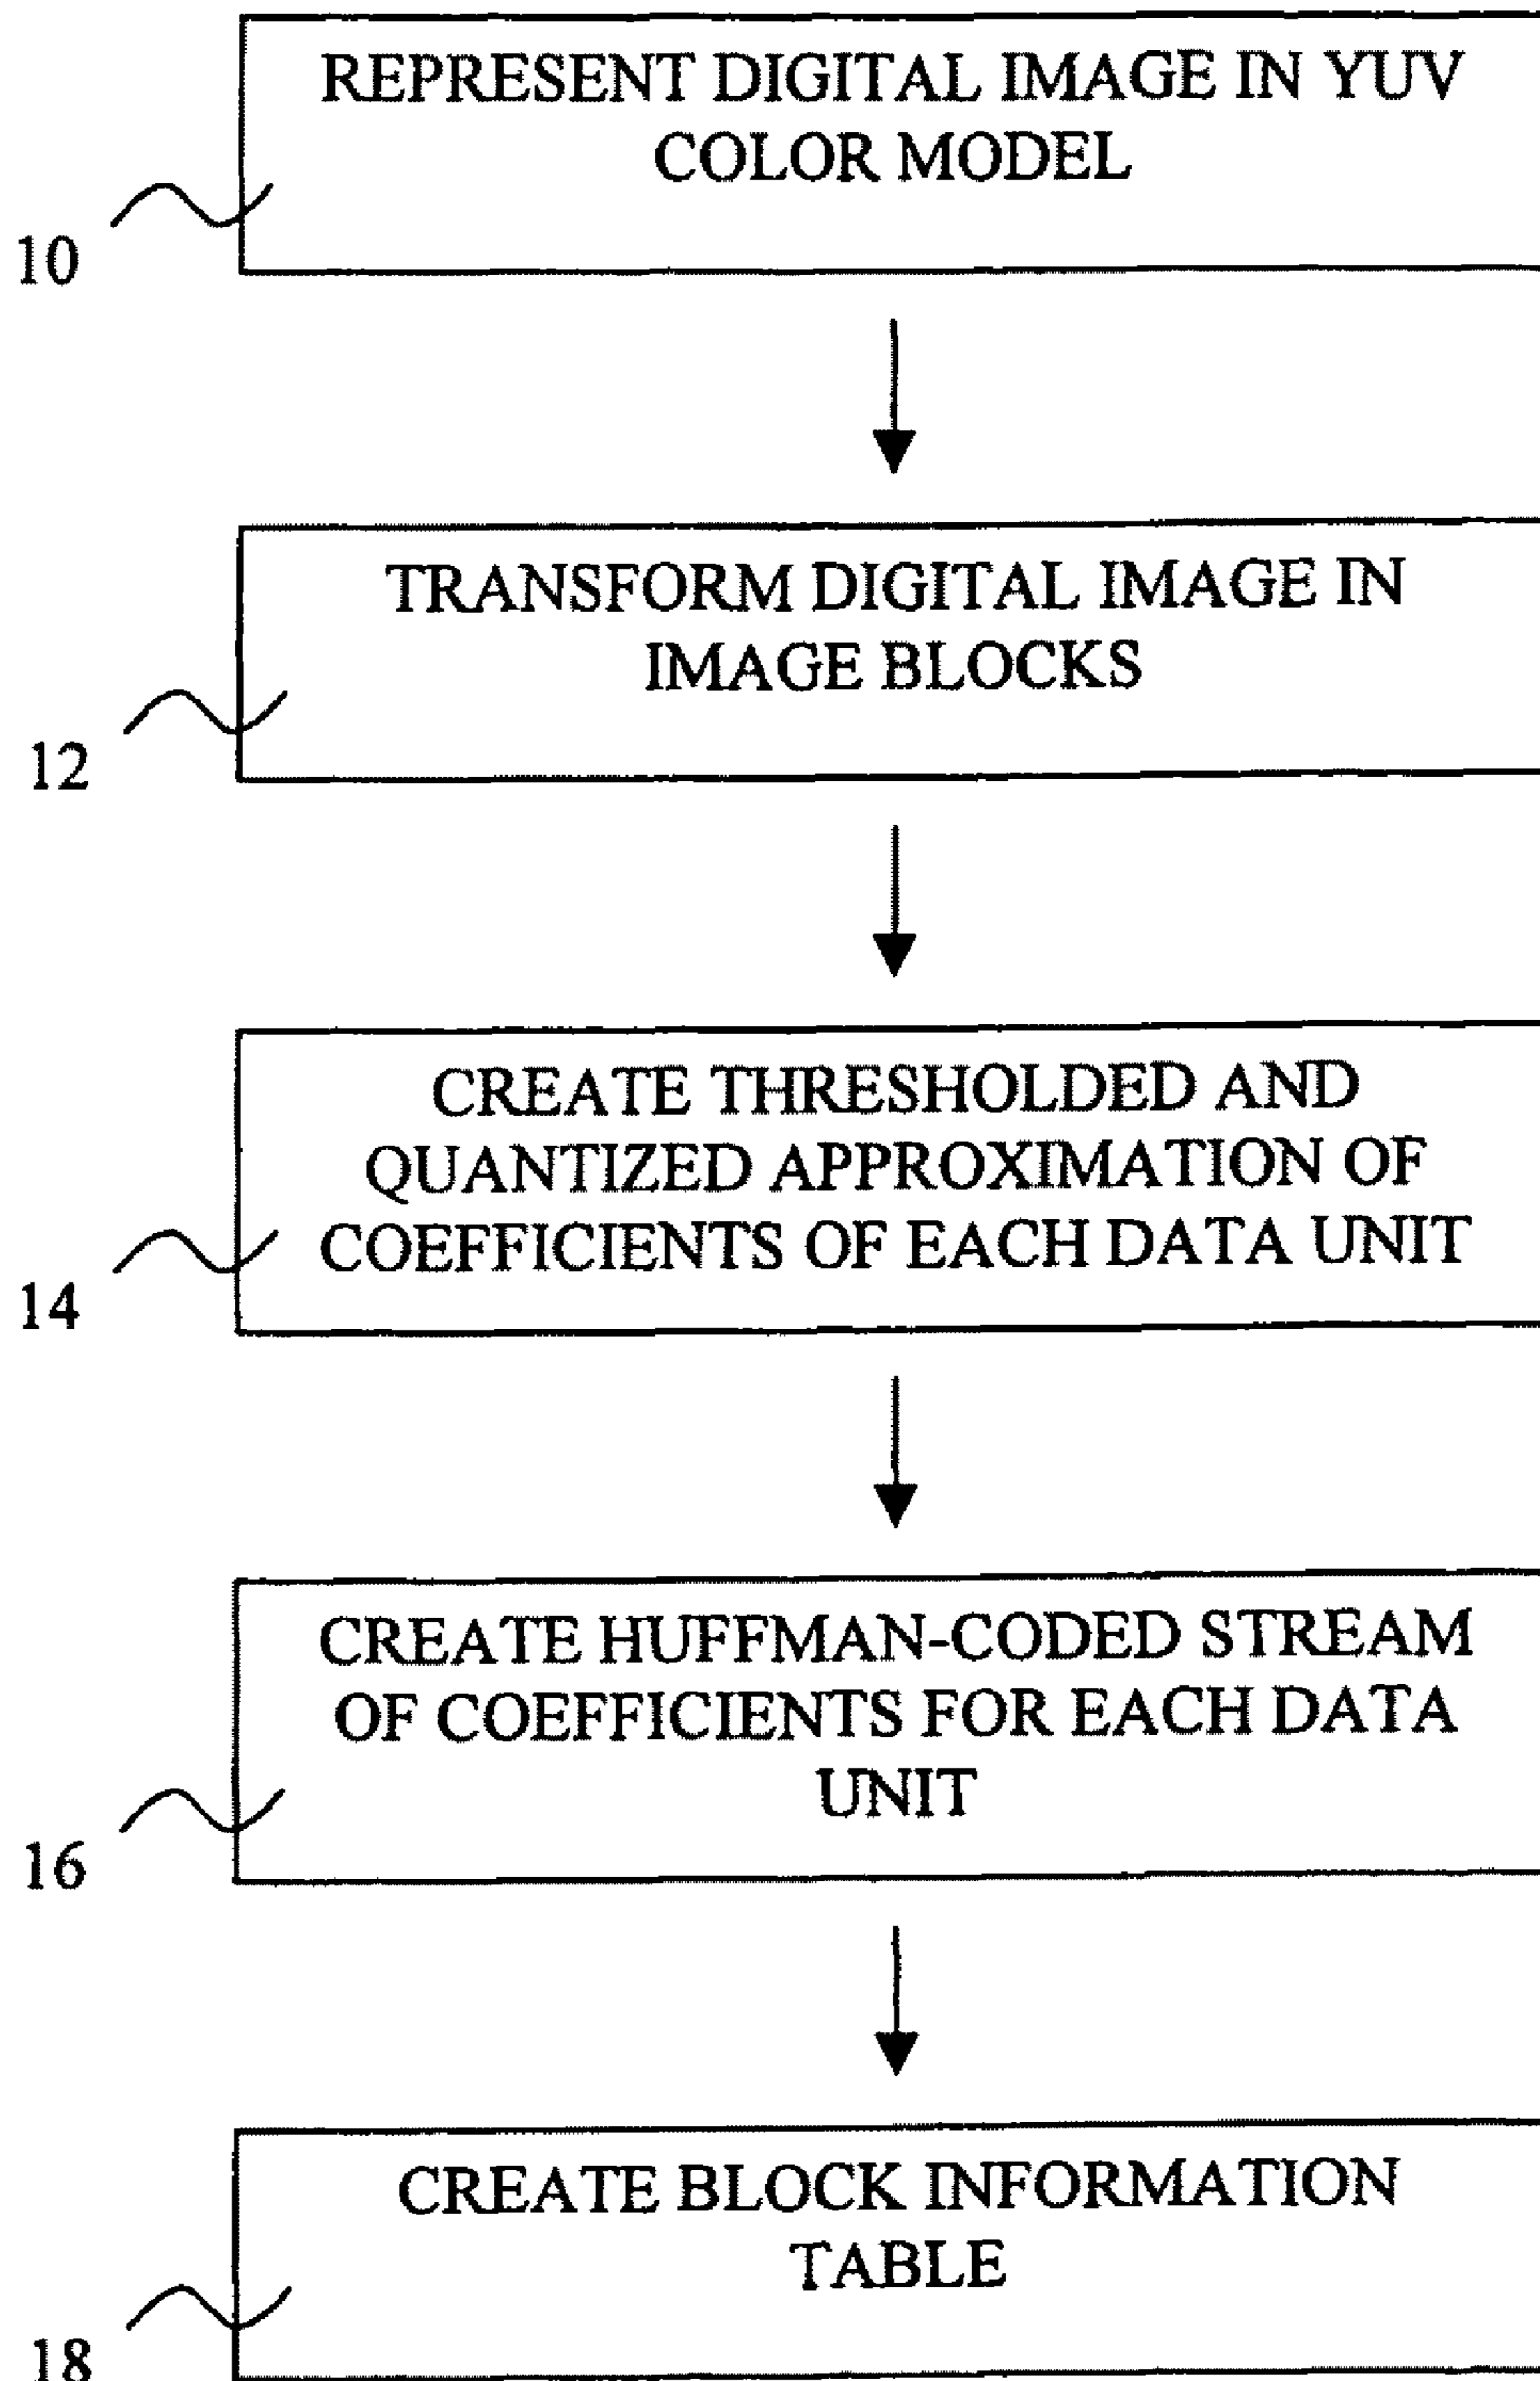 REPRESENT DIGITAL IMAGE IN YUV
COLOR MODEL
10
TRANSFORM DIGITAL IMAGE IN
IMAGE BLOCKS
12
CREATE THRESHOLDED AND
QUANTIZED APPROXIMATION OF
COEFFICIENTS OF EACH DATA UNIT
14
CREATE HUFFMAN-CODED STREAM
OF COEFFICIENTS FOR EACH DATA
UNIT
16
CREATE BLOCK INFORMATION
TABLE
18